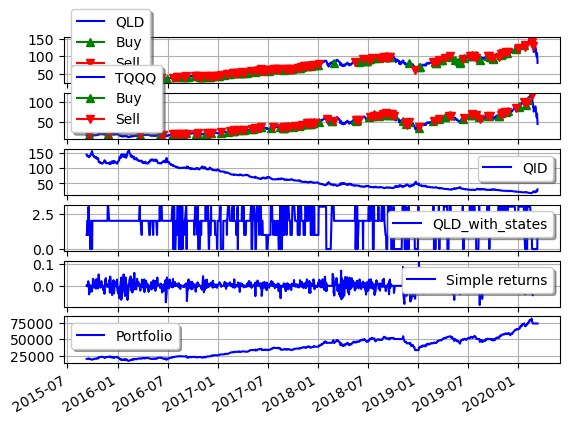 QLD
Buy
Sell
150
100
50
TQQQ
Buy
Sell
100
50
150
100
50
QID
2.5
0.0
QLD_with_states
0.1
0.0
Simple returns
75000
50000
25000
Portfolio
2015-07
2016-01
2016-07
2017-01
2017-07
2018-01
2018-07
2019-01
2019-07
2020-01